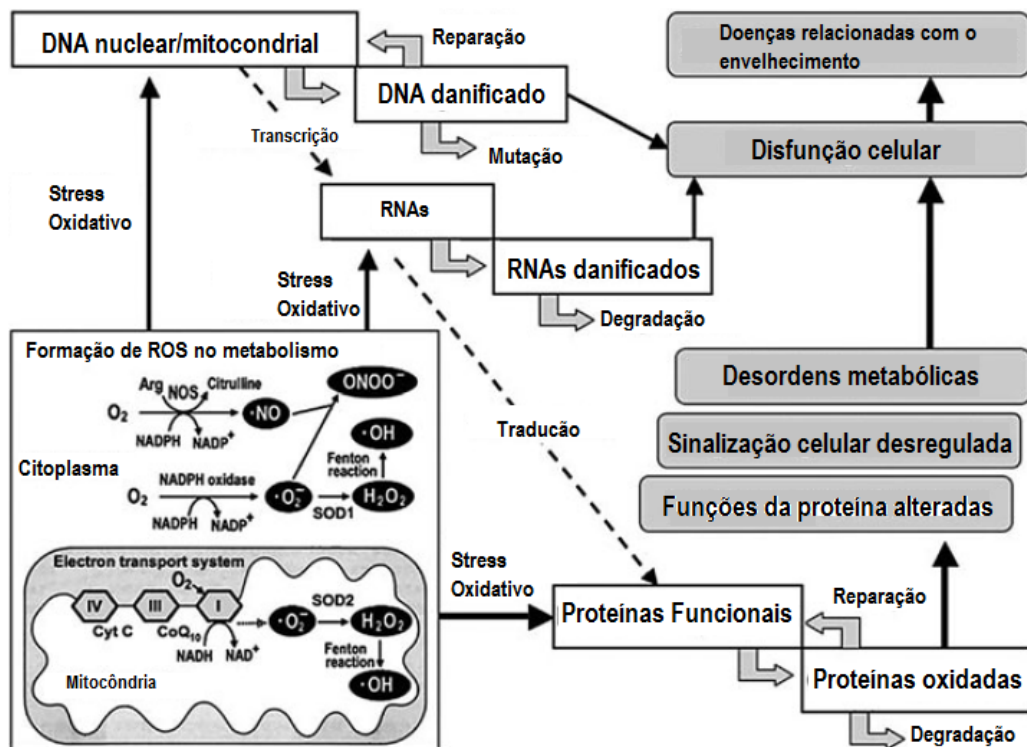 DNA nuclear/mitocondrial
Reparação
DNA danificado
Mutação
Doenças relacionadas com o
envelhecimento
Disfunção celular
Transcrição
Stress
Oxidativo
RNAs
RNAs danificados
Degradação
Stress
Oxidativo
Formação de ROS no metabolismo
Arg
NOS
Citrulline
O₂
NADPH
NADP⁺
·NO
ONOO⁻
·OH
Citoplasma
Fenton
reaction
O₂
NADPH oxidase
NADPH
NADP⁺
·O₂⁻
SOD1
H₂O₂
Electron transport system
O₂
IV
III
I
Cyt C
CoQ₁₀
NADH
NAD⁺
·O₂⁻
SOD2
H₂O₂
Fenton
reaction
·OH
Mitocôndria
Tradução
Desordens metabólicas
Sinalização celular desregulada
Funções da proteína alteradas
Stress
Oxidativo
Proteínas Funcionais
Reparação
Proteínas oxidadas
Degradação